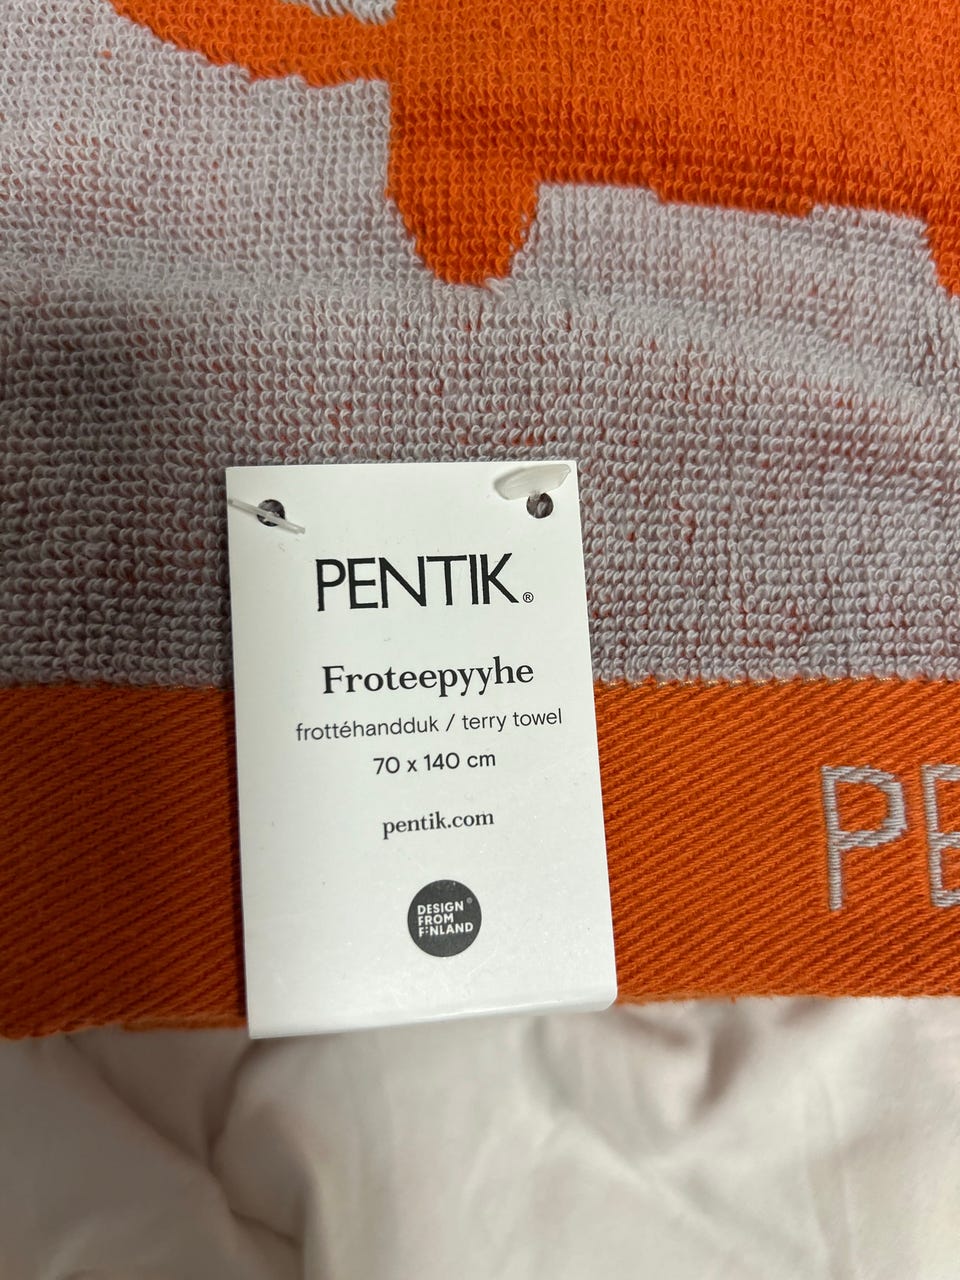 PENTIK®
Froteepyyhe
frottéhandduk / terry towel
70 x 140 cm
pentik.com
DESIGN®
FROM
FINLAND
PE